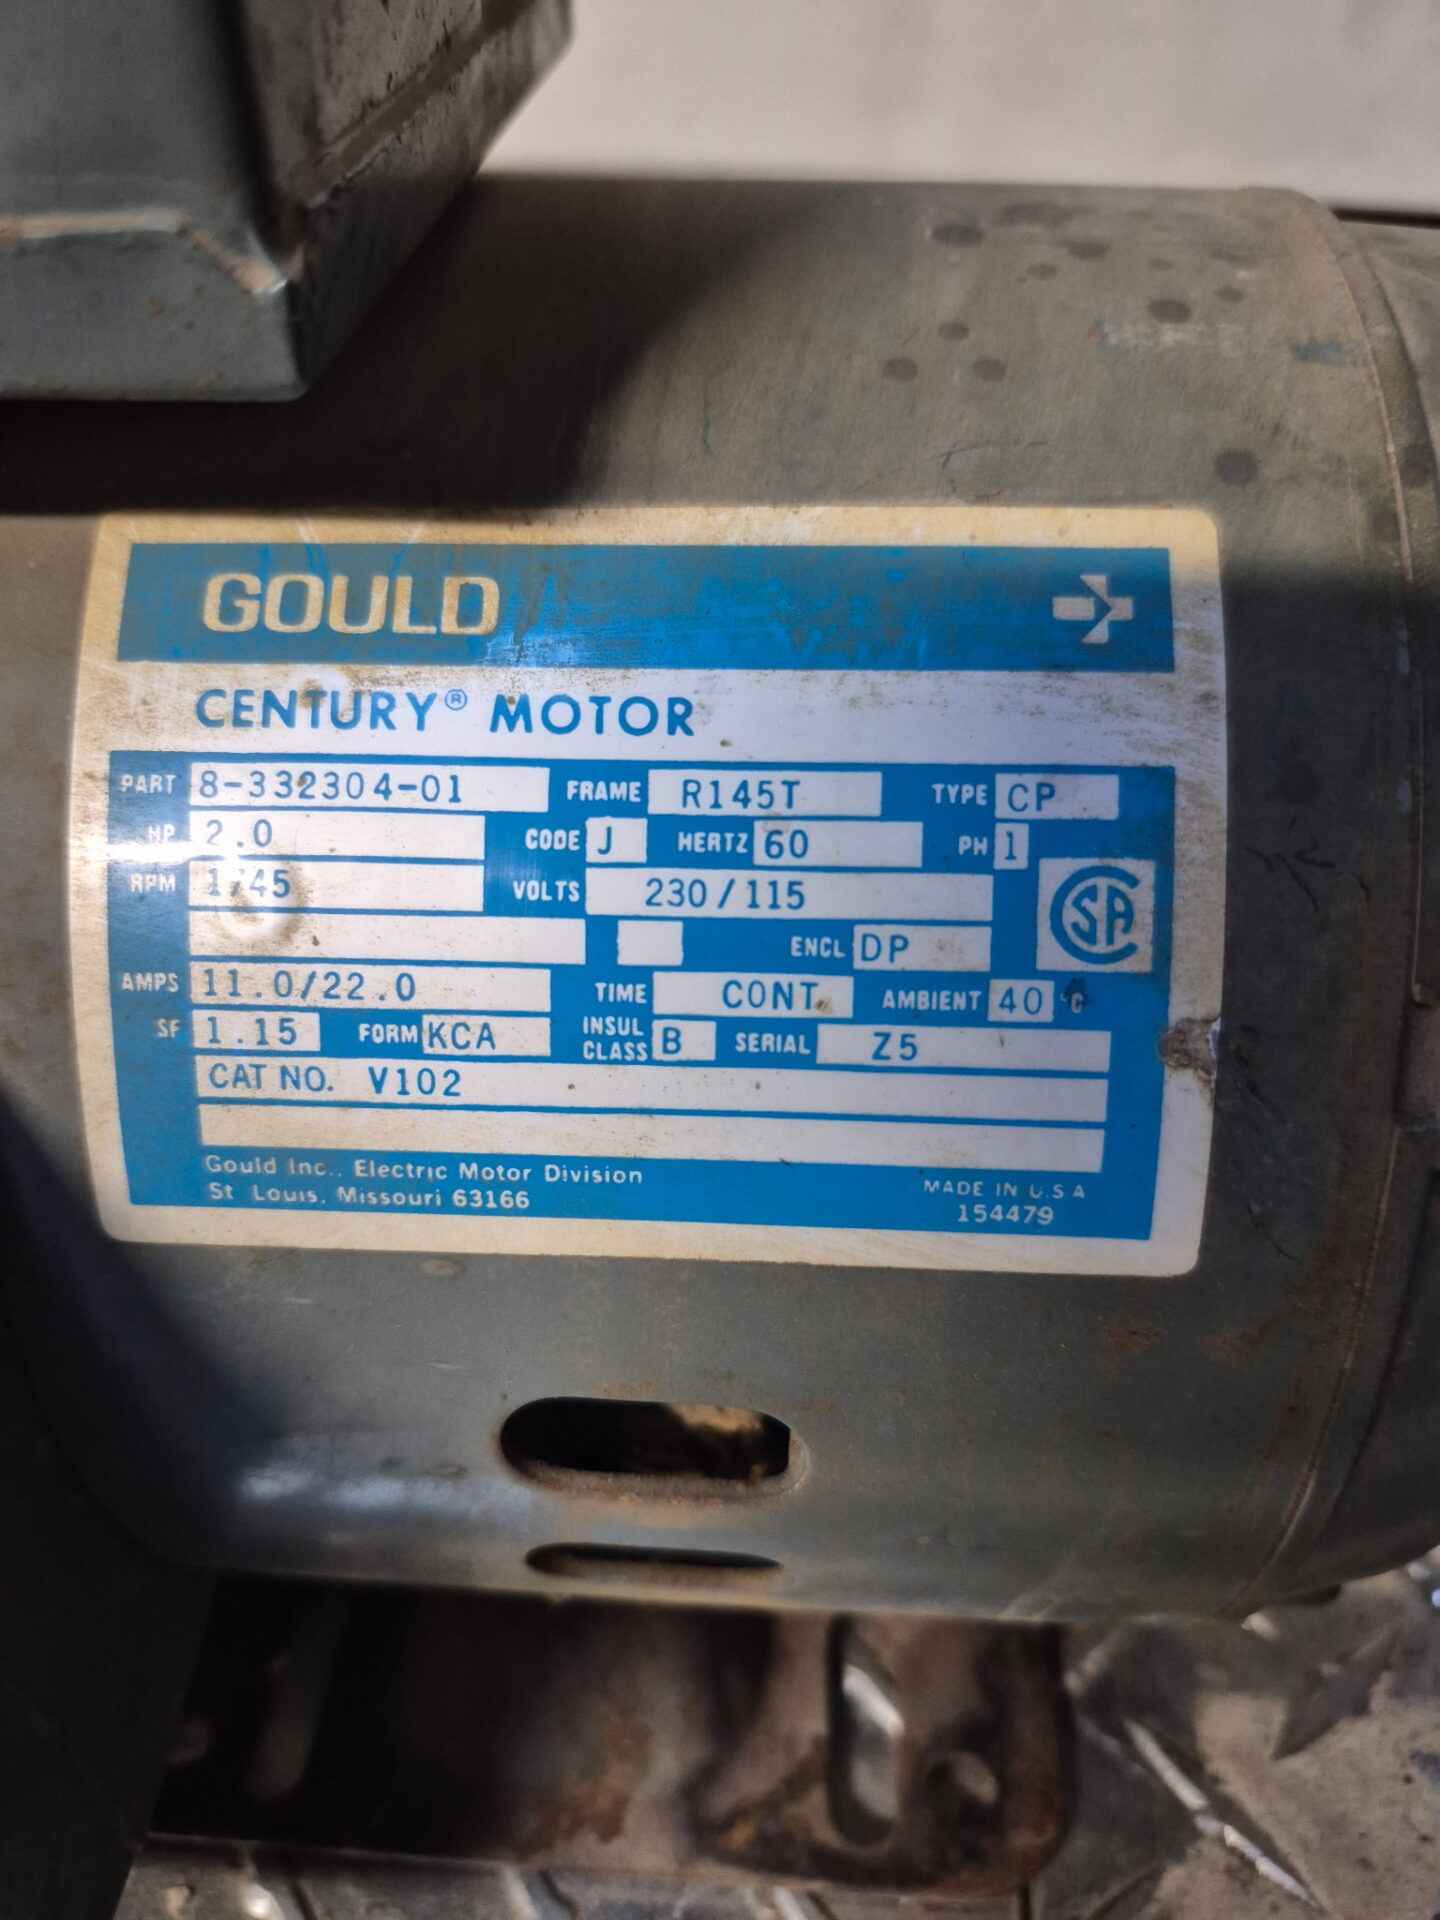 GOULD
CENTURY® MOTOR
PART 8-332304-01 FRAME R145T TYPE CP
HP 2.0 CODE J HERTZ 60 PH 1
RPM 1745 VOLTS 230/115
ENCL DP
AMPS 11.0/22.0 TIME CONT. AMBIENT 40 °C
SF 1.15 FORM KCA INSUL CLASS B SERIAL Z5
CAT NO. V102
Gould Inc., Electric Motor Division
St. Louis, Missouri 63166
MADE IN U.S.A
154479
CSA